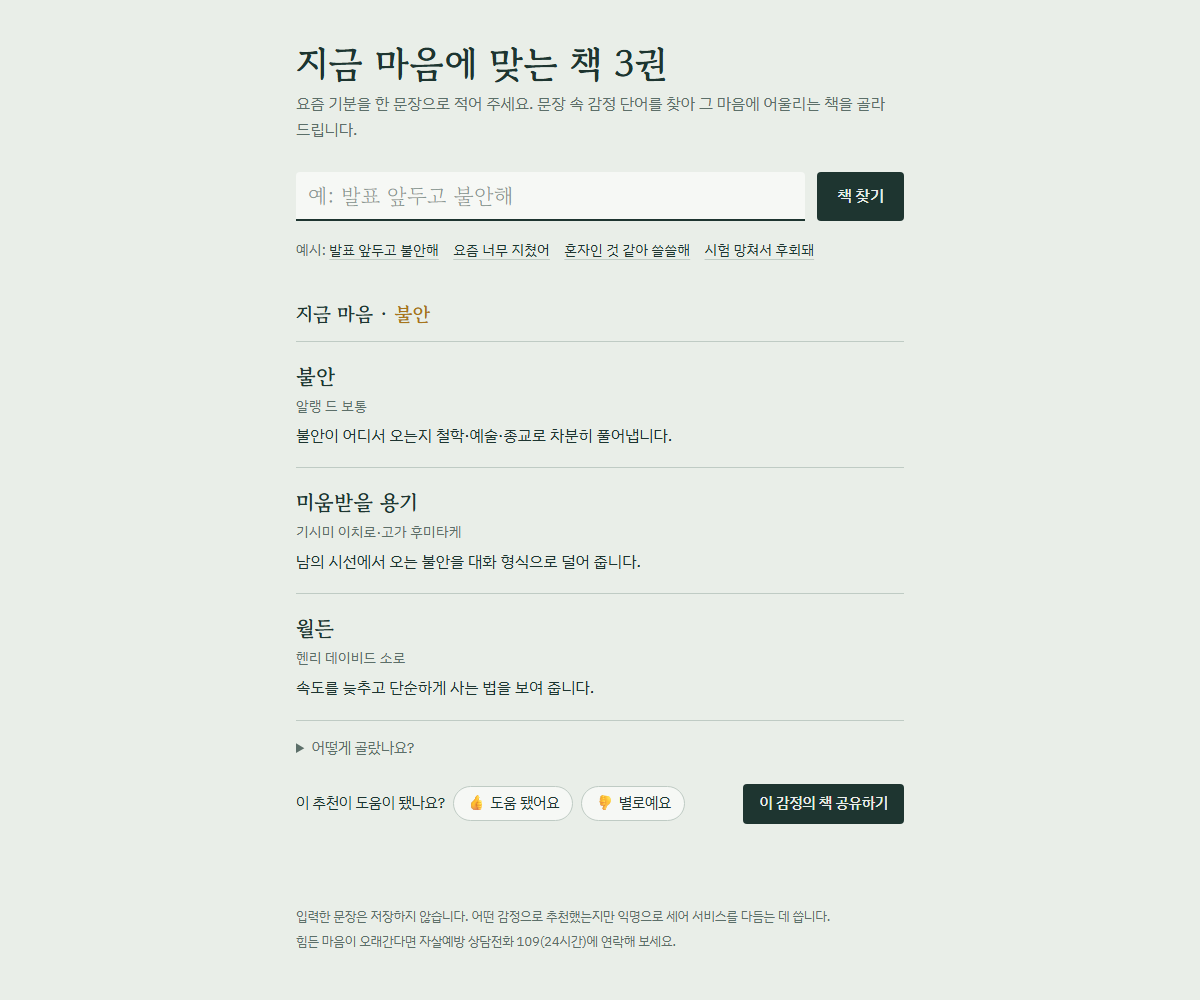 지금 마음에 맞는 책 3권
요즘 기분을 한 문장으로 적어 주세요. 문장 속 감정 단어를 찾아 그 마음에 어울리는 책을 골라
드립니다.
예: 발표 앞두고 불안해
책 찾기
예시: 발표 앞두고 불안해 요즘 너무 지쳤어 혼자인 것 같아 쓸쓸해 시험 망쳐서 후회돼
지금 마음 · 불안
불안
알랭 드 보통
불안이 어디서 오는지 철학·예술·종교로 차분히 풀어냅니다.
미움받을 용기
기시미 이치로·고가 후미타케
남의 시선에서 오는 불안을 대화 형식으로 덜어 줍니다.
월든
헨리 데이비드 소로
속도를 늦추고 단순하게 사는 법을 보여 줍니다.
▶ 어떻게 골랐나요?
이 추천이 도움이 됐나요? 👍 도움 됐어요 👎 별로예요 이 감정의 책 공유하기
입력한 문장은 저장하지 않습니다. 어떤 감정으로 추천했는지만 익명으로 세어 서비스를 다듬는 데 씁니다.
힘든 마음이 오래간다면 자살예방 상담전화 109(24시간)에 연락해 보세요.